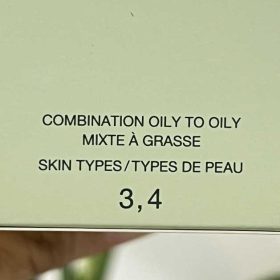 COMBINATION OILY TO OILY
MIXTE À GRASSE
SKIN TYPES/TYPES DE PEAU
3,4